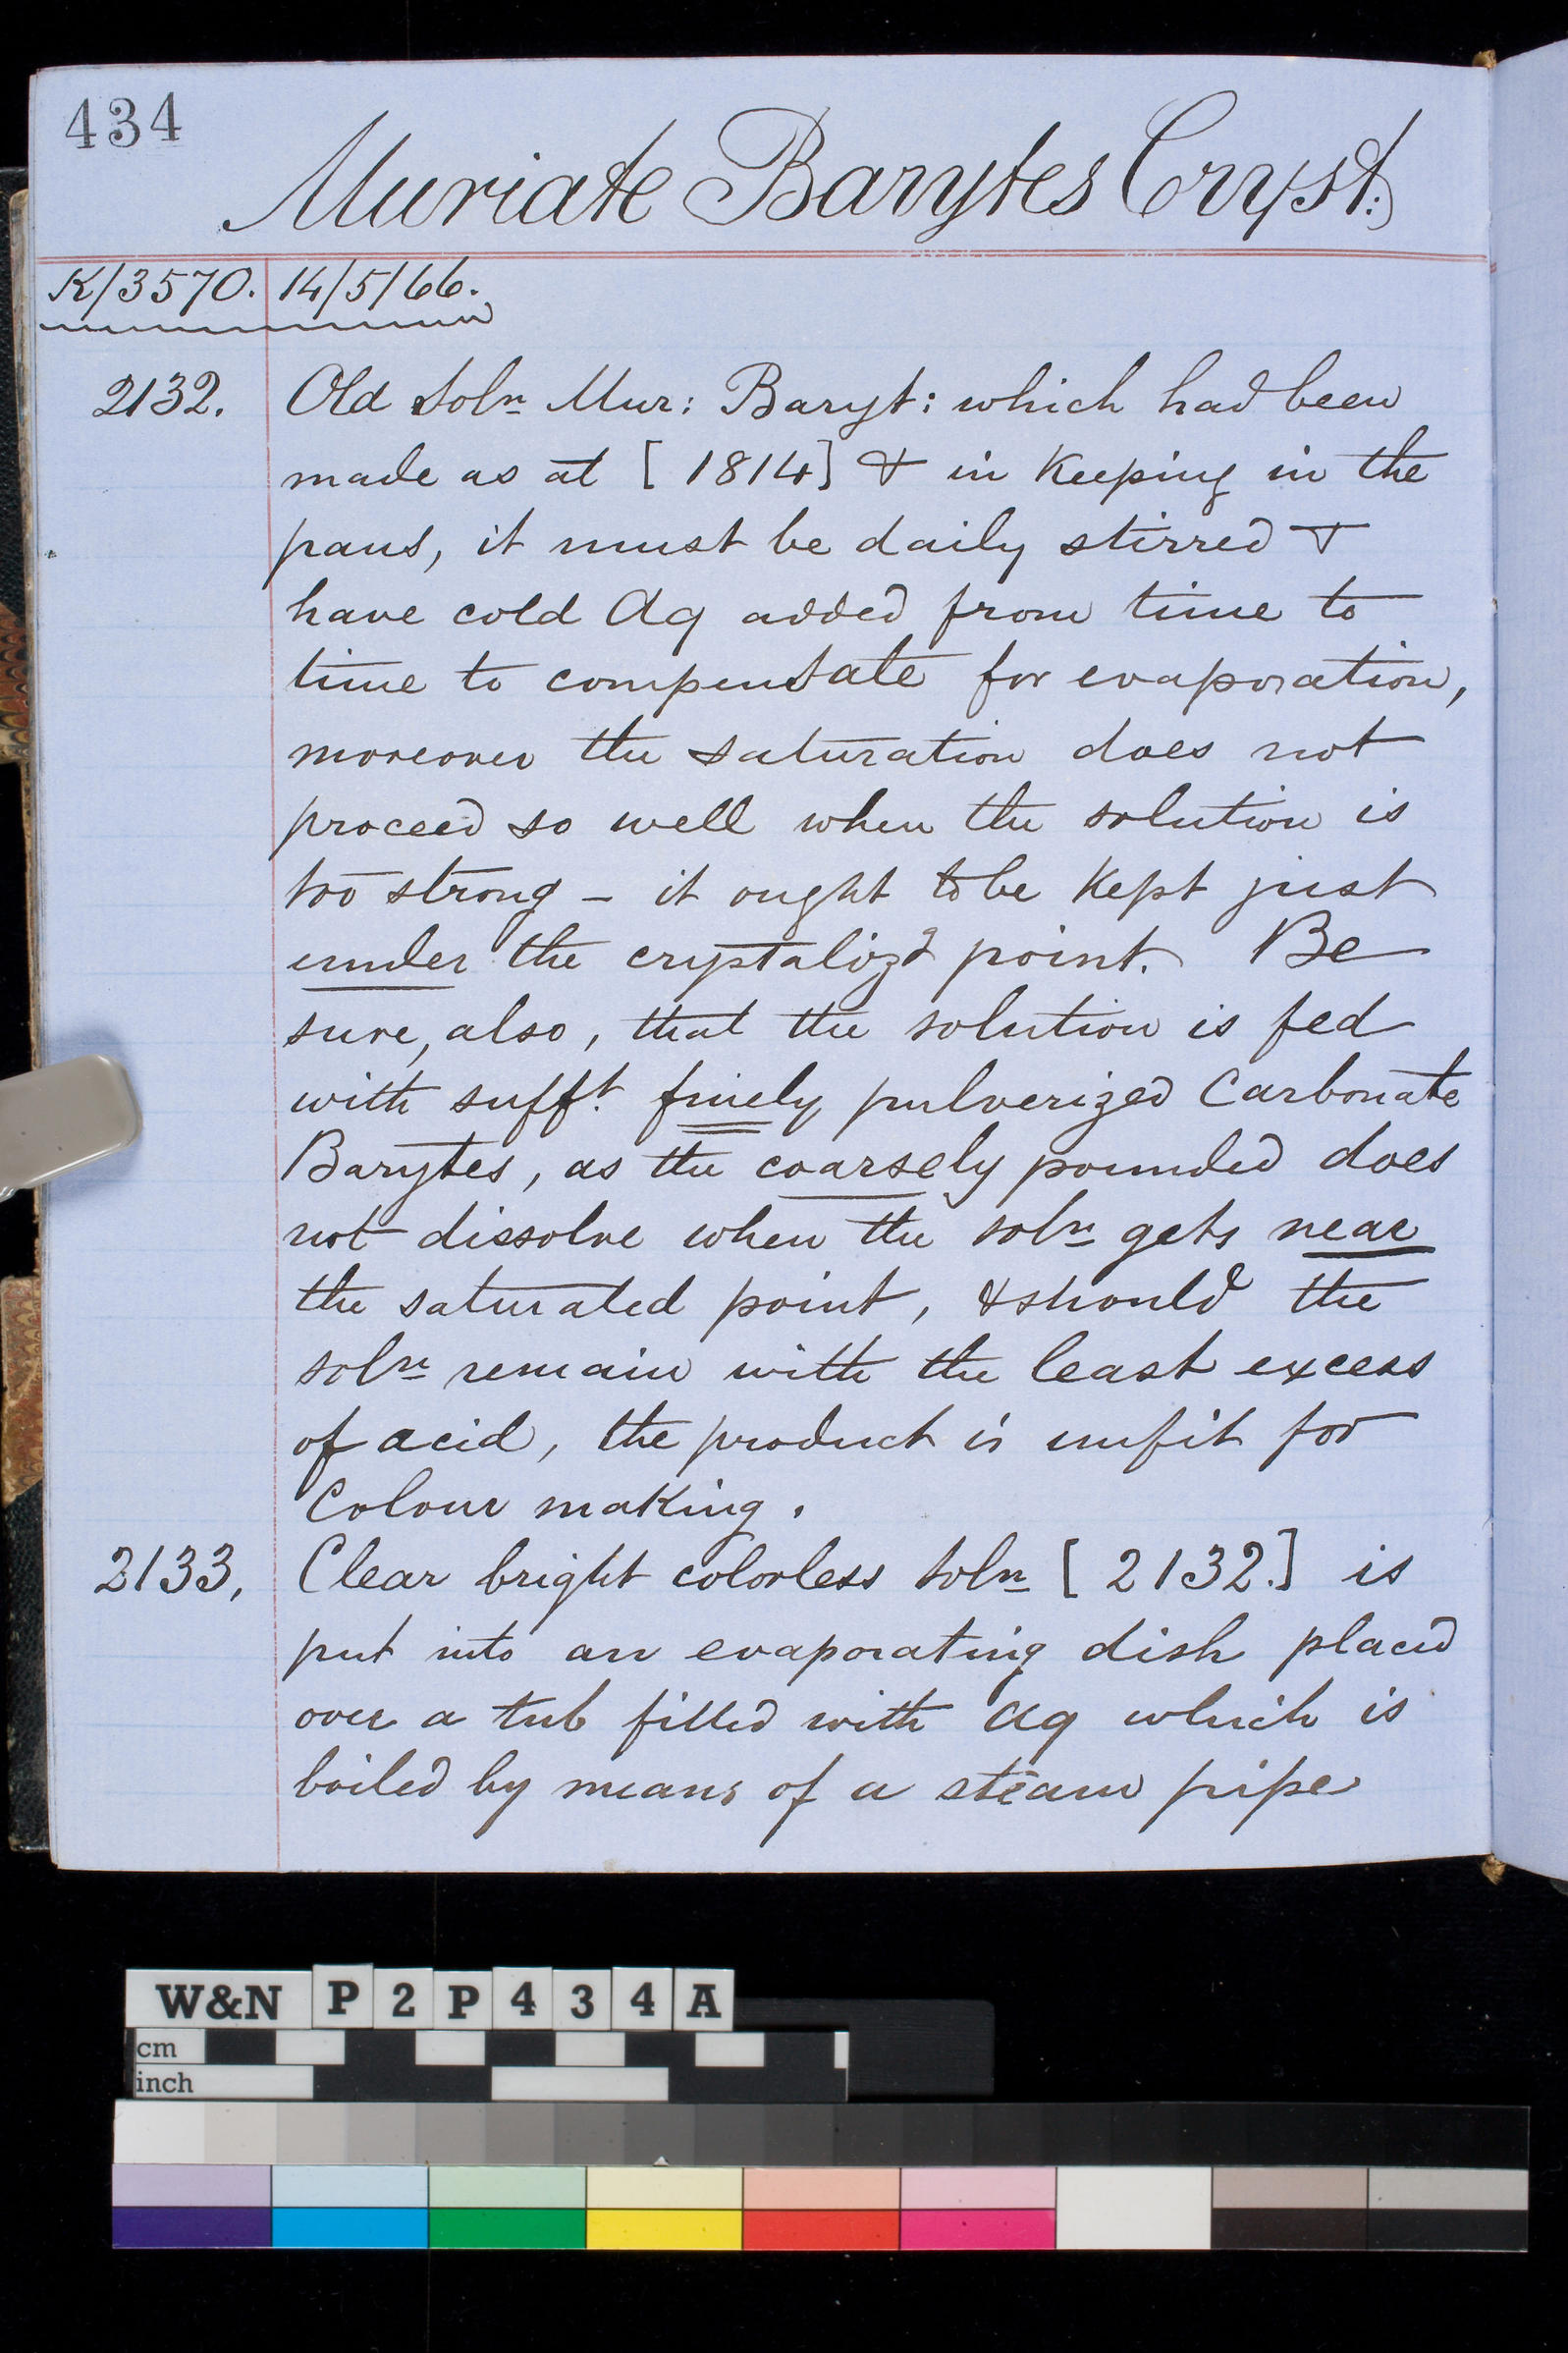 434
Muriate Barytes Cryst:
K/3570. 14/5/66.
2132. Old Soln Mur: Baryt: which had been
made as at [1814] & in Keeping in the
pans, it must be daily stirred &
have cold Aq added from time to
time to compensate for evaporation,
moreover the saturation does not
proceed so well when the solution is
too strong – it ought to be Kept just
under the crystalizg point. Be
sure, also, that the solution is fed
with sufft. finely pulverized Carbonate
Barytes, as the coarsely pounded does
not dissolve when the soln gets near
the saturated point, & should the
soln remain with the least excess
of acid, the product is unfit for
Colour making.
2133, Clear bright colorless Soln [2132.] is
put into an evaporating dish placed
over a tub filled with Aq which is
boiled by means of a steam pipe
W&N P2P434A
cm
inch